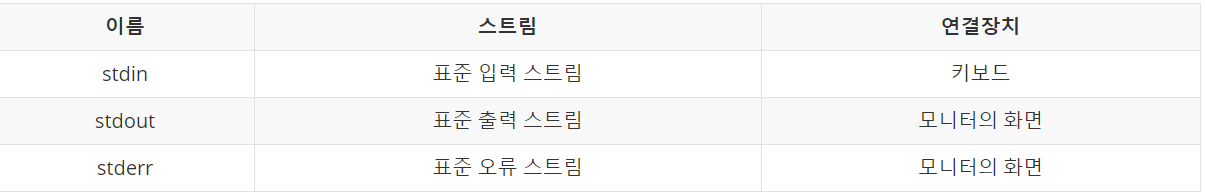 이름 스트림 연결장치
stdin 표준 입력 스트림 키보드
stdout 표준 출력 스트림 모니터의 화면
stderr 표준 오류 스트림 모니터의 화면